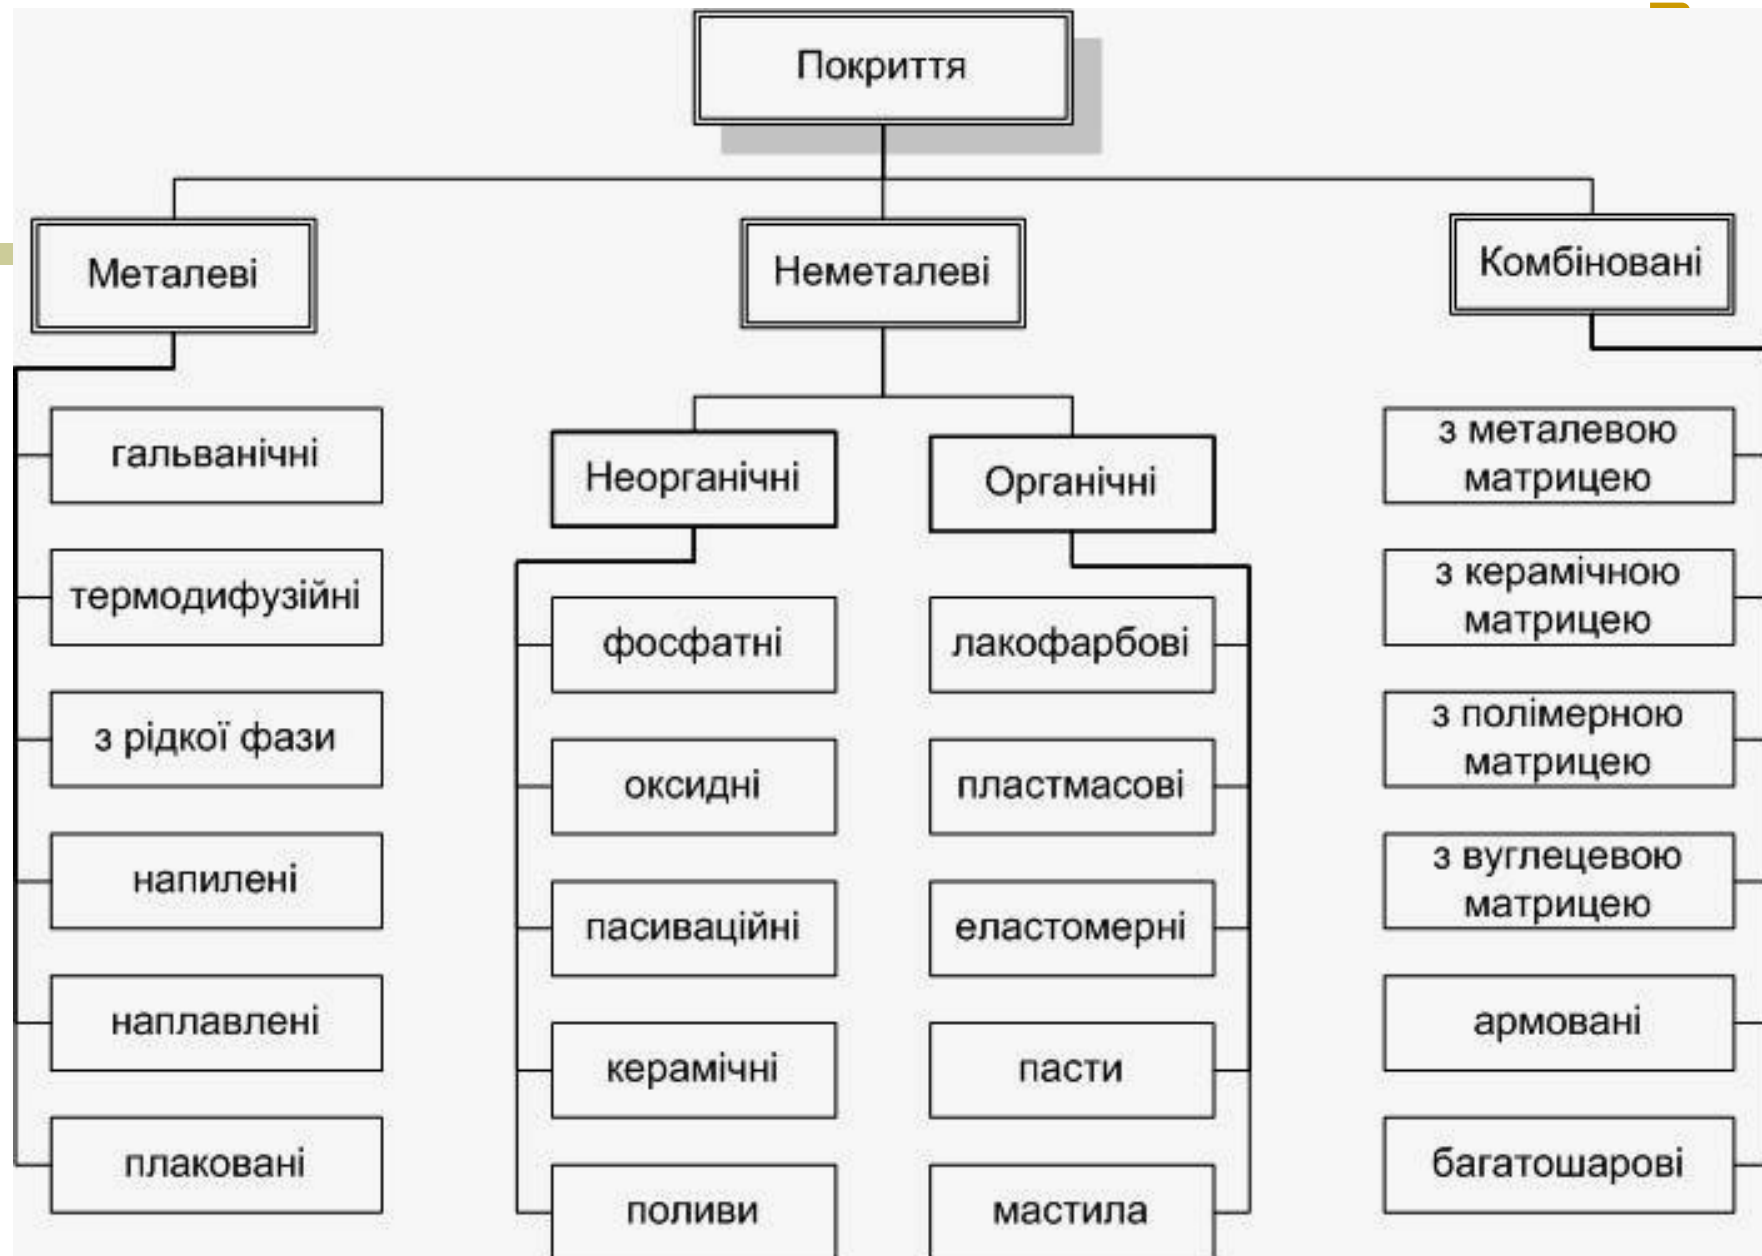 Покриття
Металеві
Неметалеві
Комбіновані
гальванічні
термодифузійні
з рідкої фази
напилені
наплавлені
плаковані
Неорганічні
фосфатні
оксидні
пасиваційні
керамічні
поливи
Органічні
лакофарбові
пластмасові
еластомерні
пасти
мастила
з металевою
матрицею
з керамічною
матрицею
з полімерною
матрицею
з вуглецевою
матрицею
армовані
багатошарові